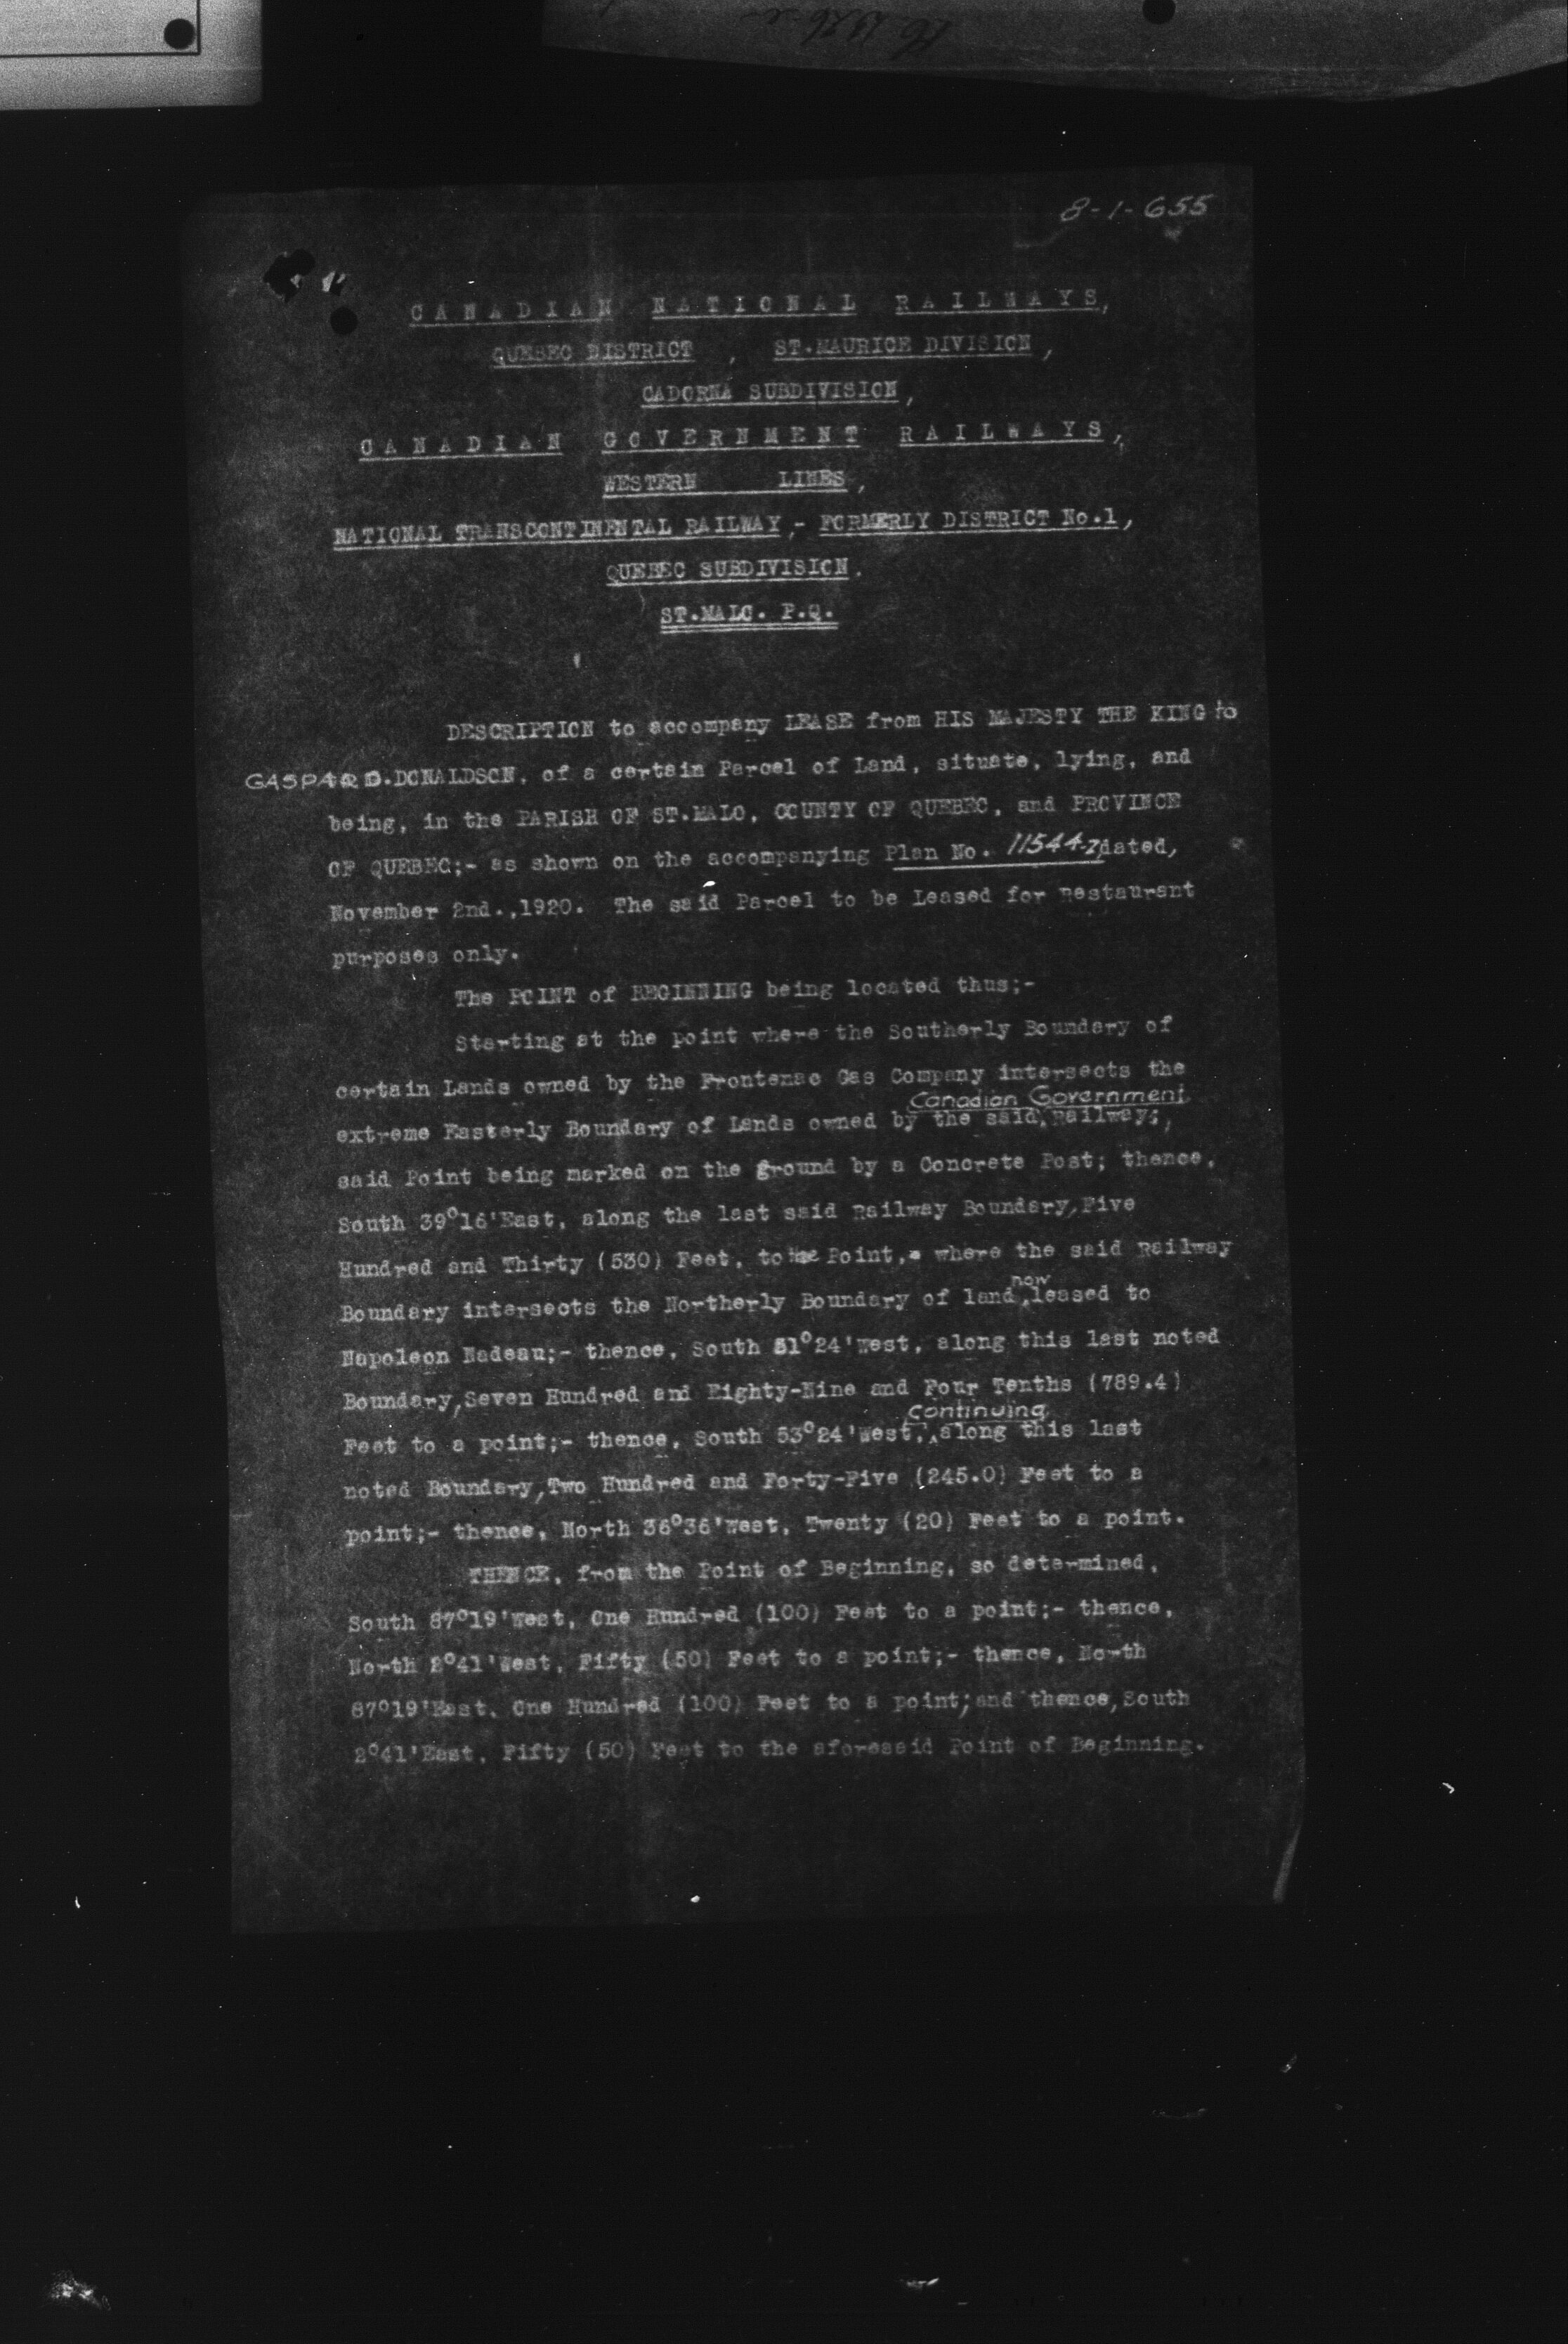 8-1-655
CANADIAN NATIONAL RAILWAYS,
QUEBEC DISTRICT , ST.MAURICE DIVISION,
CADORNA SUBDIVISION,
CANADIAN GOVERNMENT RAILWAYS,
WESTERN LINES,
NATIONAL TRANSCONTINENTAL RAILWAY,- FORMERLY DISTRICT No.1,
QUEBEC SUBDIVISION.
ST.MALO. P.Q.
DESCRIPTION to accompany LEASE from HIS MAJESTY THE KING to
GASPARD.DONALDSON, of a certain Parcel of Land, situate, lying, and
being, in the PARISH OF ST.MALO, COUNTY OF QUEBEC, and PROVINCE
OF QUEBEC;- as shown on the accompanying Plan No. 11544-Z, dated,
November 2nd.,1920. The said Parcel to be Leased for Restaurant
purposes only.
The POINT of BEGINNING being located thus;-
Starting at the point where the Southerly Boundary of
certain Lands owned by the Frontenac Gas Company intersects the
Canadian Government
extreme Easterly Boundary of Lands owned by the said Railways,
said Point being marked on the ground by a Concrete Post; thence,
South 39°16'East, along the last said Railway Boundary, Five
Hundred and Thirty (530) Feet, to the Point, where the said Railway
now
Boundary intersects the Northerly Boundary of land, leased to
Napoleon Nadeau;- thence, South 51°24'West, along this last noted
Boundary, Seven Hundred and Eighty-Nine and Four Tenths (789.4)
continuing
Feet to a point;- thence, South 53°24'West, along this last
noted Boundary, Two Hundred and Forty-Five (245.0) Feet to a
point;- thence, North 36°36'West, Twenty (20) Feet to a point.
THENCE, from the Point of Beginning, so determined,
South 87°19'West, One Hundred (100) Feet to a point;- thence,
North 2°41'West, Fifty (50) Feet to a point;- thence, North
87°19'East, One Hundred (100) Feet to a point; and thence, South
2°41'East, Fifty (50) Feet to the aforesaid Point of Beginning.